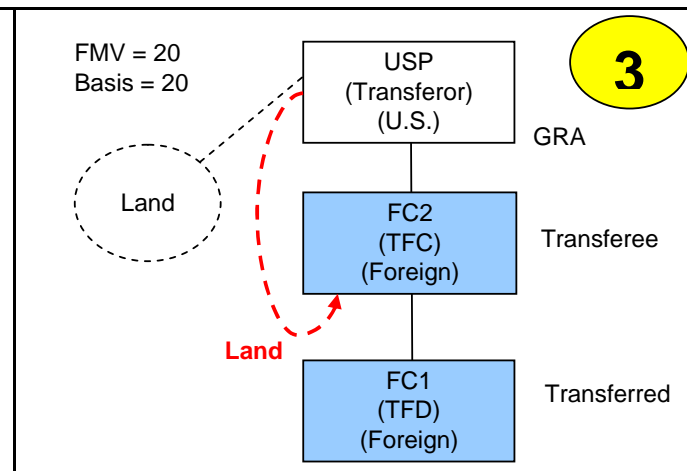 FMV = 20
Basis = 20
USP
(Transferor)
(U.S.)
3
GRA
Land
FC2
(TFC)
(Foreign)
Transferee
Land
FC1
(TFD)
(Foreign)
Transferred